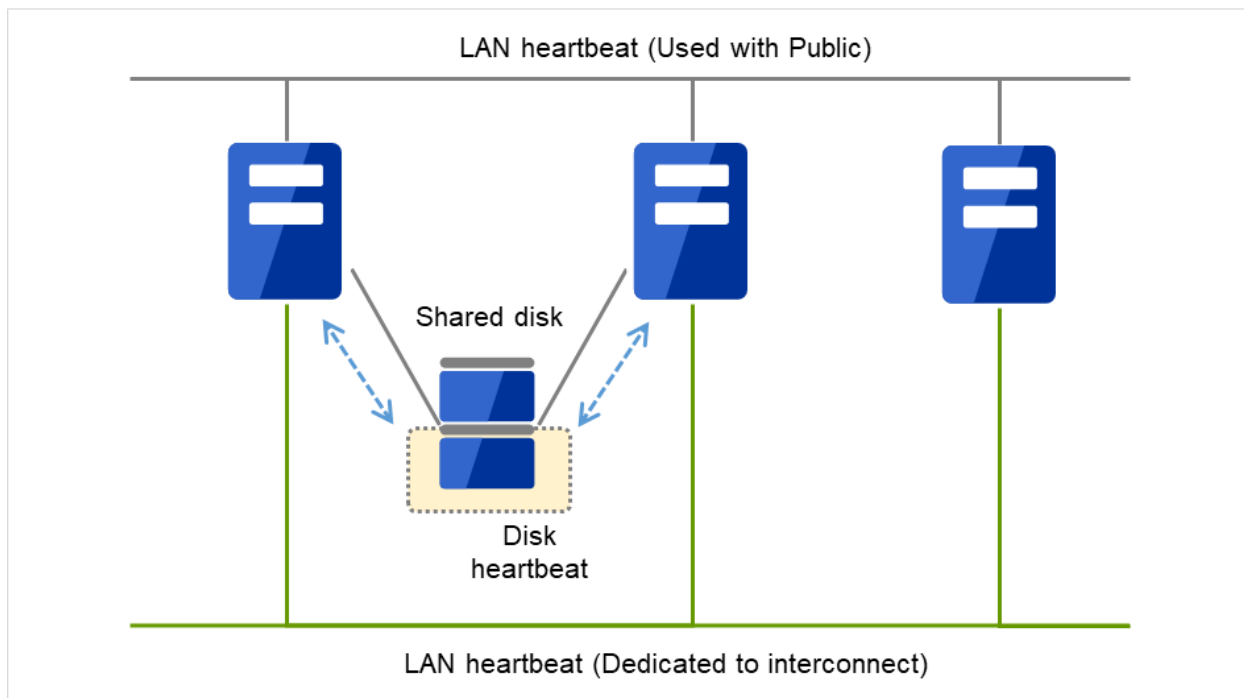 LAN heartbeat (Used with Public)
Shared disk
Disk
heartbeat
LAN heartbeat (Dedicated to interconnect)